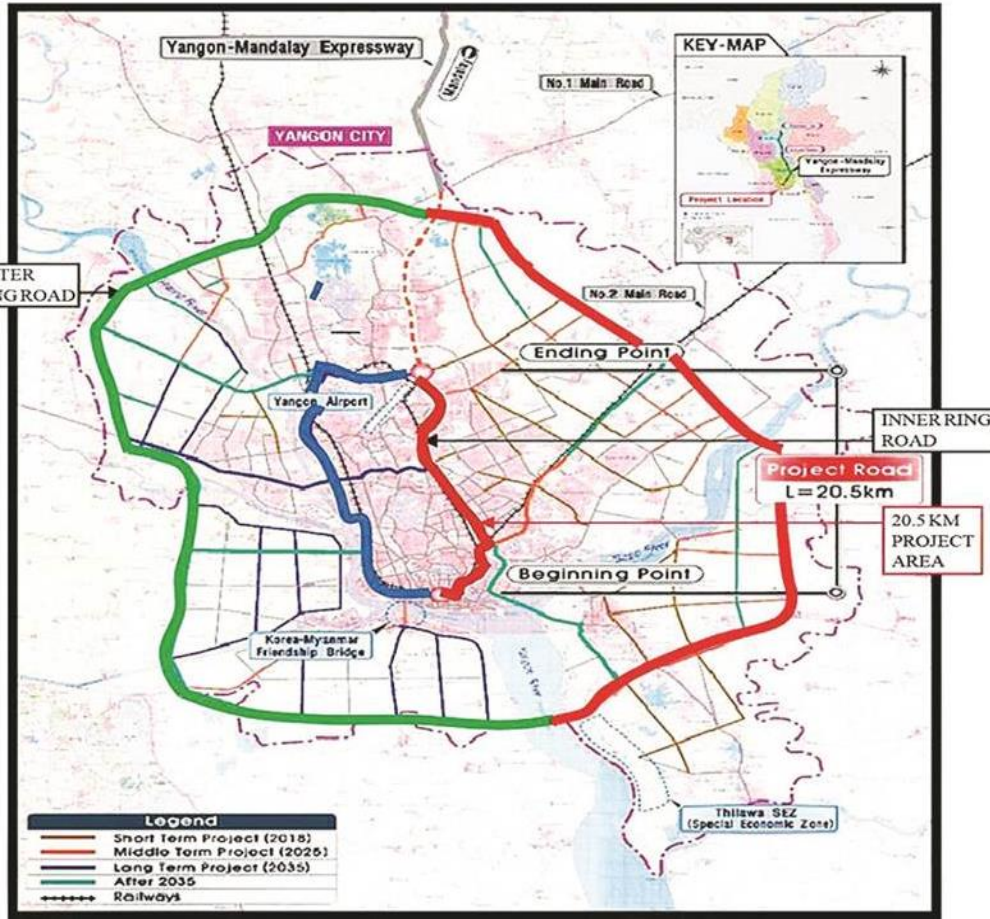 Yangon-Mandalay Expressway
Mandalay
No.1 Main Road
KEY-MAP
Yangon-Mandalay
Expressway
Project Location
YANGON CITY
TER
NG ROAD
No.2 Main Road
Ending Point
Yangon Airport
INNER RING
ROAD
Project Road
L=20.5km
20.5 KM
PROJECT
AREA
Beginning Point
Korea-Myanmar
Friendship Bridge
Thilawa SEZ
(Special Economic Zone)
Legend
Short Term Project (2018)
Middle Term Project (2025)
Long Term Project (2035)
After 2035
Railways